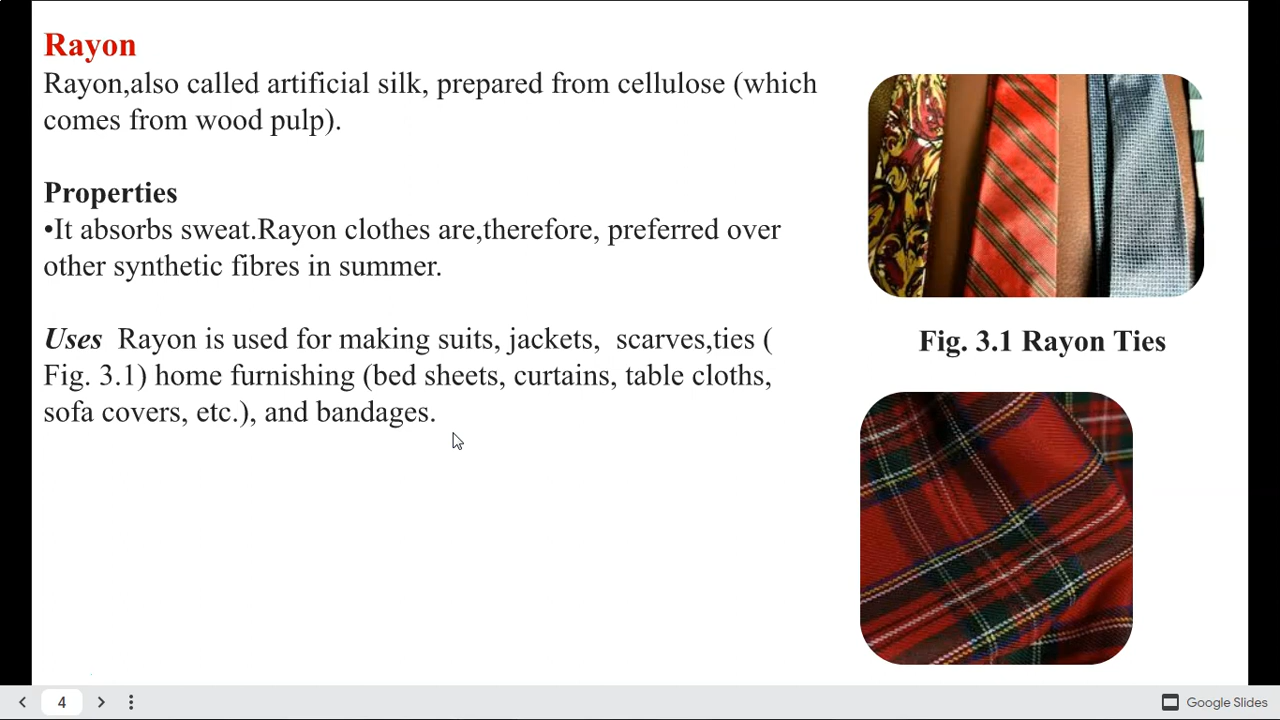 Rayon
Rayon,also called artificial silk, prepared from cellulose (which
comes from wood pulp).
Properties
•It absorbs sweat.Rayon clothes are,therefore, preferred over
other synthetic fibres in summer.
Uses  Rayon is used for making suits, jackets,  scarves,ties (
Fig. 3.1) home furnishing (bed sheets, curtains, table cloths,
sofa covers, etc.), and bandages.
Fig. 3.1 Rayon Ties
4
Google Slides